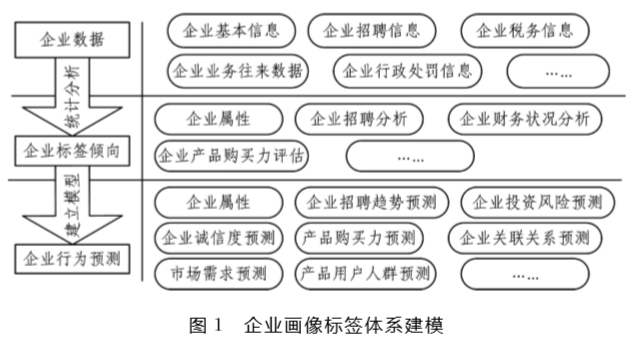 企业数据
企业基本信息
企业招聘信息
企业税务信息
企业业务往来数据
企业行政处罚信息
……
统计分析
企业标签倾向
企业属性
企业招聘分析
企业财务状况分析
企业产品购买力评估
……
建立模型
企业行为预测
企业属性
企业招聘趋势预测
企业投资风险预测
企业诚信度预测
产品购买力预测
企业关联关系预测
市场需求预测
产品用户人群预测
……
图 1 企业画像标签体系建模